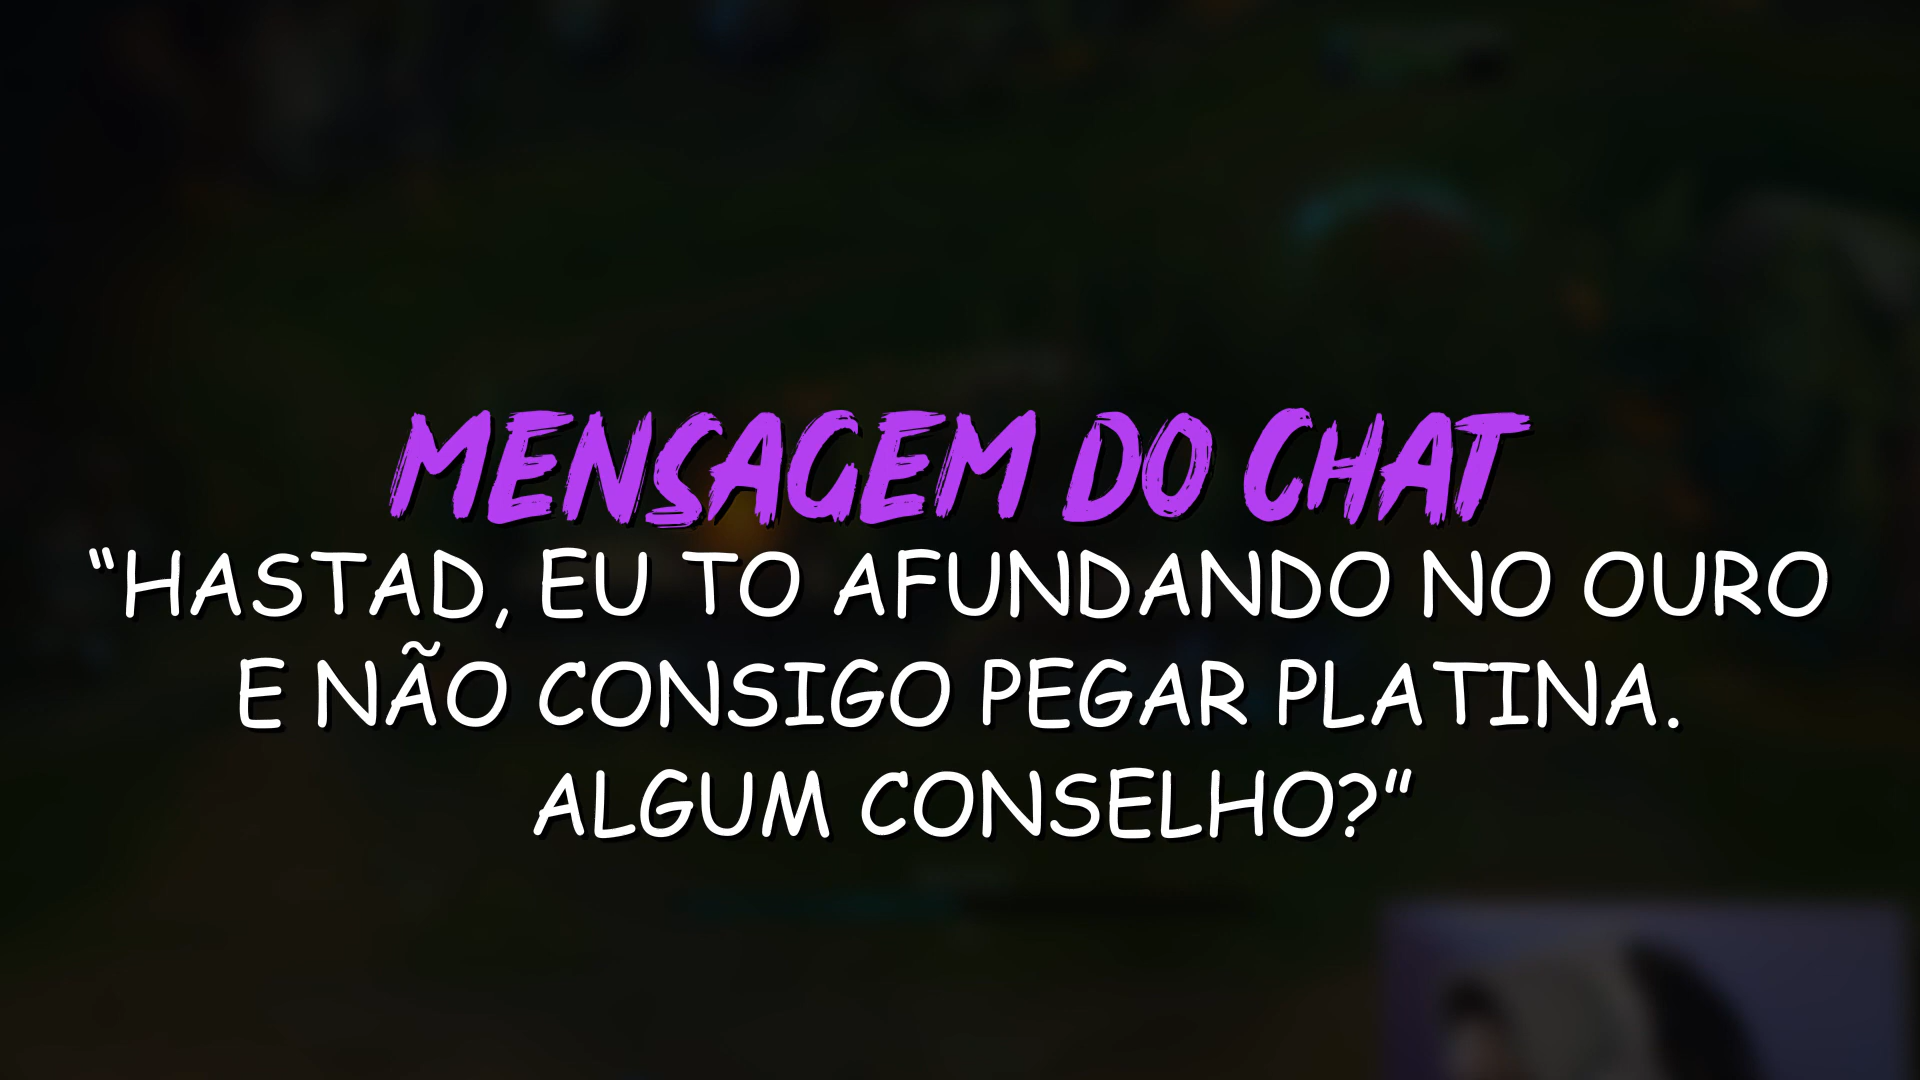 MENSAGEM DO CHAT
“HASTAD, EU TO AFUNDANDO NO OURO
E NÃO CONSIGO PEGAR PLATINA.
ALGUM CONSELHO?”